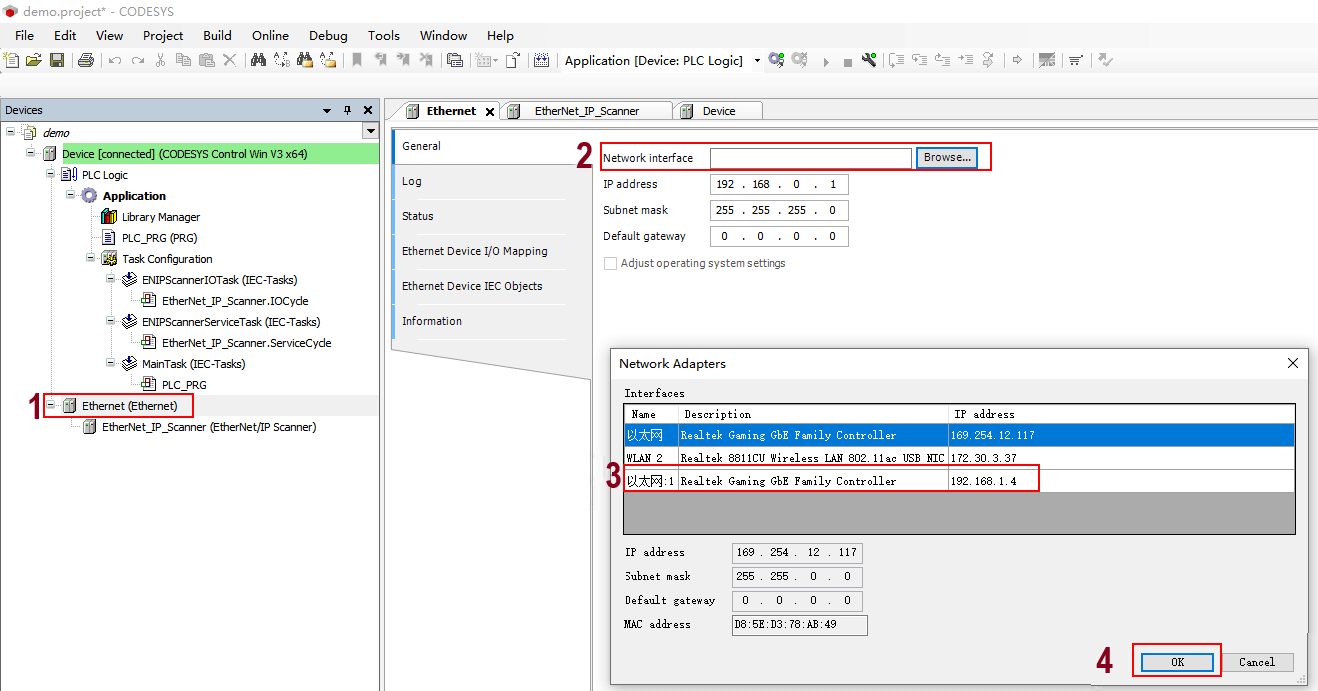 demo.project* - CODESYS
File Edit View Project Build Online Debug Tools Window Help
Application [Device: PLC Logic]
Devices
demo
Device [connected] (CODESYS Control Win V3 x64)
PLC Logic
Application
Library Manager
PLC_PRG (PRG)
Task Configuration
ENIPScannerIOTask (IEC-Tasks)
EtherNet_IP_Scanner.IOCycle
ENIPScannerServiceTask (IEC-Tasks)
EtherNet_IP_Scanner.ServiceCycle
MainTask (IEC-Tasks)
PLC_PRG
1
Ethernet (Ethernet)
EtherNet_IP_Scanner (EtherNet/IP Scanner)
Ethernet EtherNet_IP_Scanner Device
General
Log
Status
Ethernet Device I/O Mapping
Ethernet Device IEC Objects
Information
2
Network interface Browse...
IP address 192 . 168 . 0 . 1
Subnet mask 255 . 255 . 255 . 0
Default gateway 0 . 0 . 0 . 0
Adjust operating system settings
Network Adapters
Interfaces
Name Description IP address
以太网 Realtek Gaming GbE Family Controller 169.254.12.117
WLAN 2 Realtek 8811CU Wireless LAN 802.11ac USB NIC 172.30.3.37
3
以太网:1 Realtek Gaming GbE Family Controller 192.168.1.4
IP address 169 . 254 . 12 . 117
Subnet mask 255 . 255 . 0 . 0
Default gateway 0 . 0 . 0 . 0
MAC address D8:5E:D3:78:AB:49
4
OK Cancel